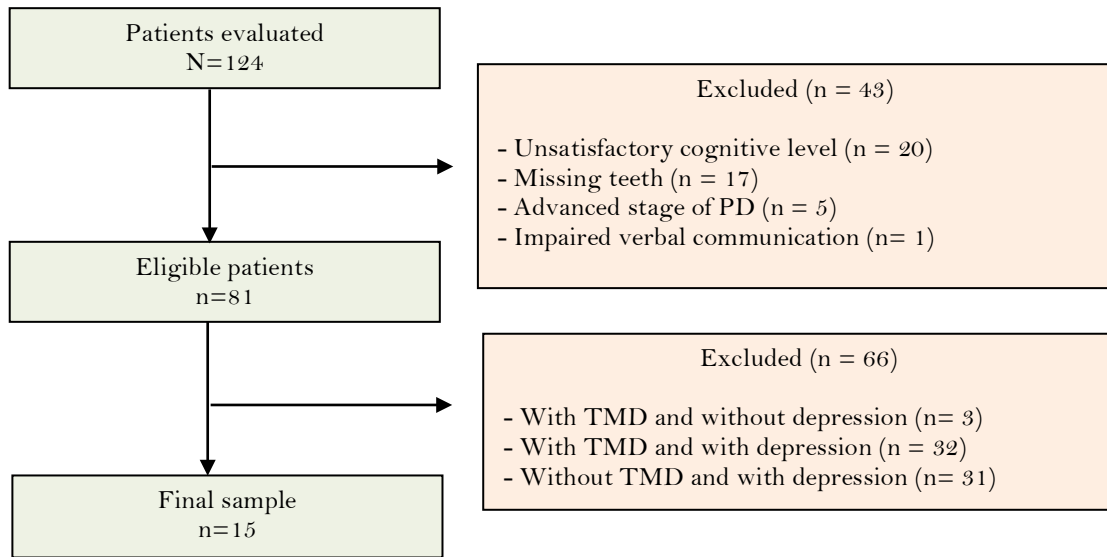 Patients evaluated
N=124
Excluded (n = 43)
- Unsatisfactory cognitive level (n = 20)
- Missing teeth (n = 17)
- Advanced stage of PD (n = 5)
- Impaired verbal communication (n= 1)
Eligible patients
n=81
Excluded (n = 66)
- With TMD and without depression (n= 3)
- With TMD and with depression (n = 32)
- Without TMD and with depression (n= 31)
Final sample
n=15